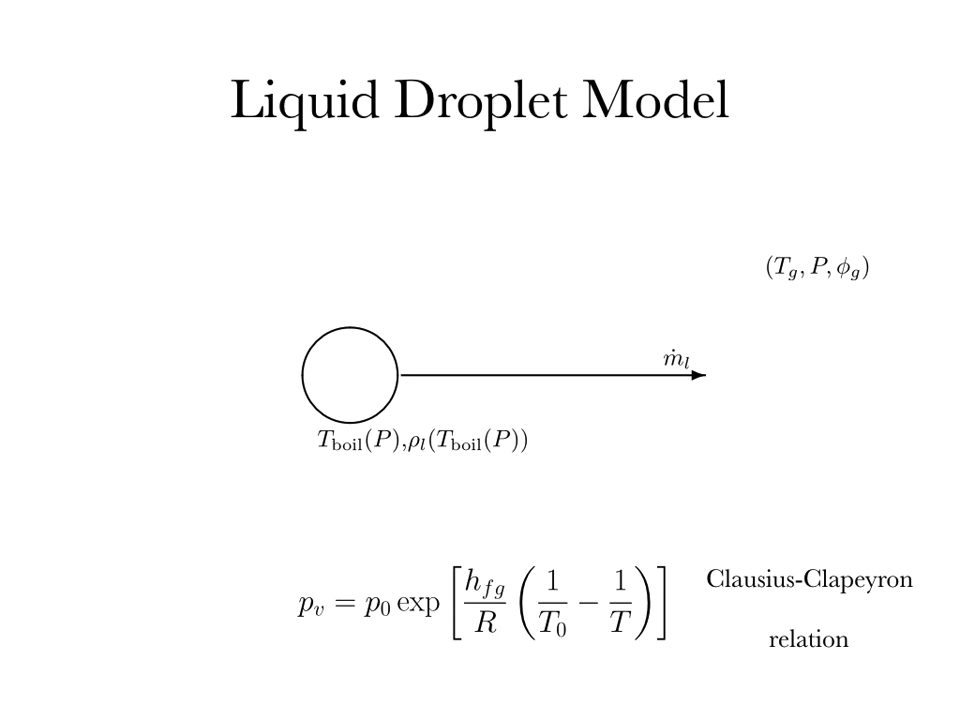 Liquid Droplet Model
(T_g, P, ϕ_g)
ṁ_l
T_boil(P),ρ_l(T_boil(P))
p_v = p_0 exp [ h_fg / R ( 1 / T_0 − 1 / T ) ]
Clausius-Clapeyron
relation